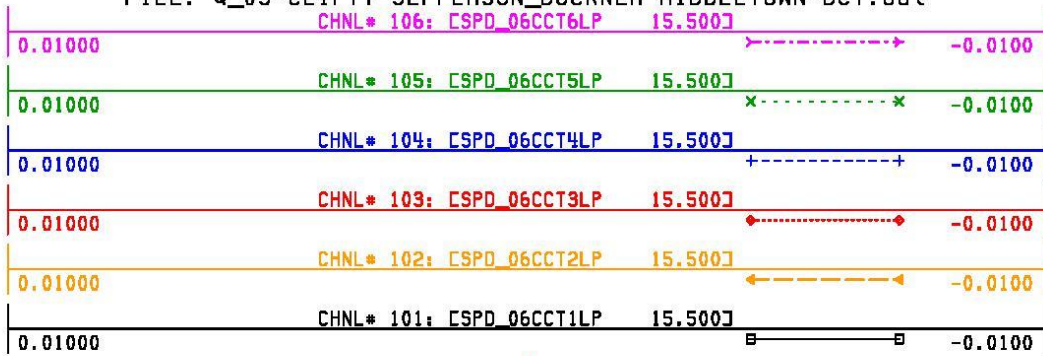 CHNL# 106: [SPD_06CCT6LP 15.500]
0.01000 -0.0100
CHNL# 105: [SPD_06CCT5LP 15.500]
0.01000 -0.0100
CHNL# 104: [SPD_06CCT4LP 15.500]
0.01000 -0.0100
CHNL# 103: [SPD_06CCT3LP 15.500]
0.01000 -0.0100
CHNL# 102: [SPD_06CCT2LP 15.500]
0.01000 -0.0100
CHNL# 101: [SPD_06CCT1LP 15.500]
0.01000 -0.0100